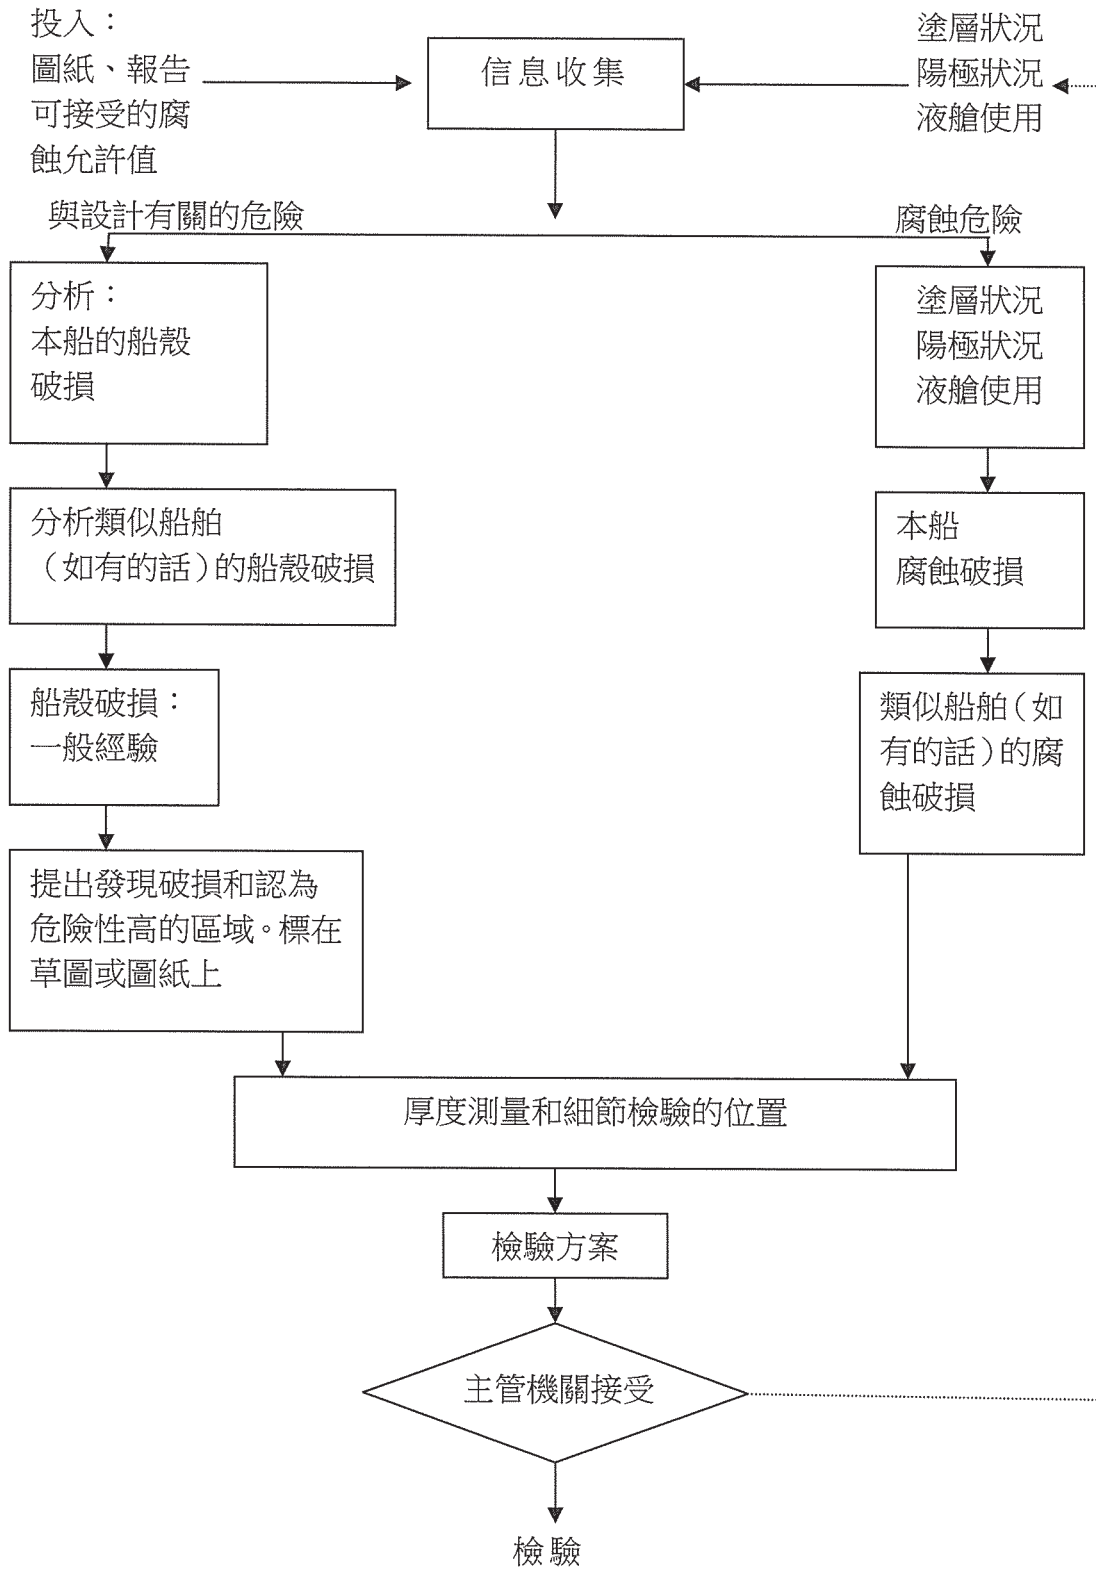 投入：
圖紙、報告
可接受的腐
蝕允許值
信息收集
塗層狀況
陽極狀況
液艙使用
與設計有關的危險
腐蝕危險
分析：
本船的船殼
破損
分析類似船舶
（如有的話）的船殼破損
船殼破損：
一般經驗
提出發現破損和認為
危險性高的區域。標在
草圖或圖紙上
塗層狀況
陽極狀況
液艙使用
本船
腐蝕破損
類似船舶（如
有的話）的腐
蝕破損
厚度測量和細節檢驗的位置
檢驗方案
主管機關接受
檢驗